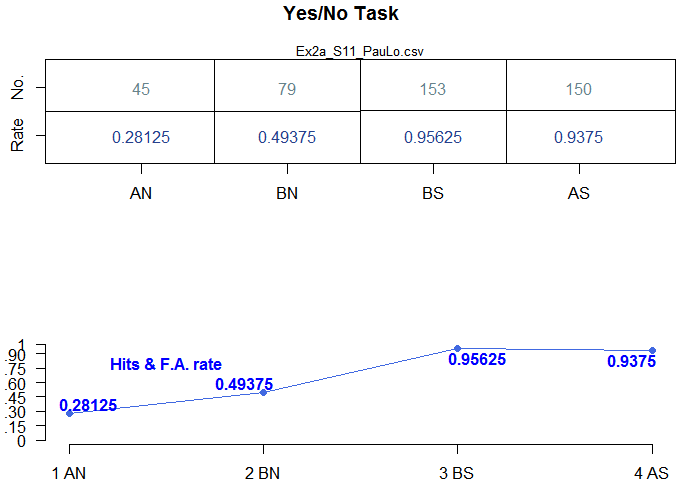 Yes/No Task
Ex2a_S11_PauLo.csv
No. 45 79 153 150
Rate 0.28125 0.49375 0.95625 0.9375
AN BN BS AS
Hits & F.A. rate
1
.90
.75
.60
.45
.30
.15
0
0.28125 0.49375 0.95625 0.9375
1 AN 2 BN 3 BS 4 AS